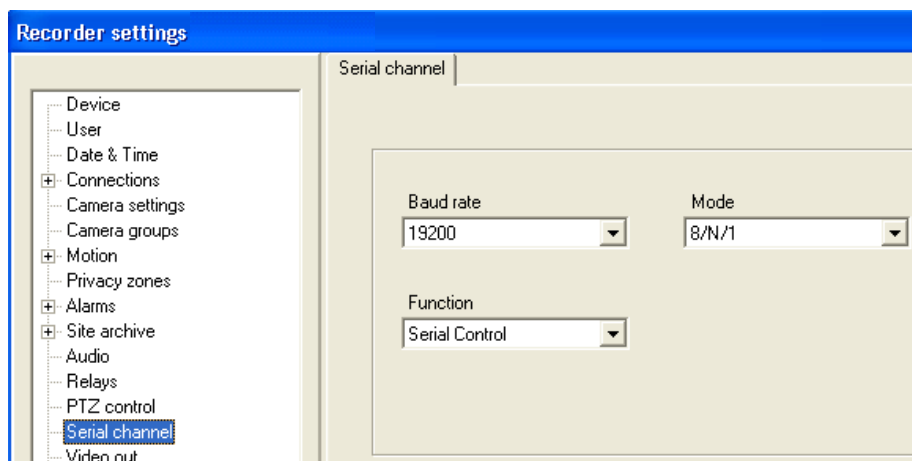 Recorder settings
Device
User
Date & Time
Connections
Camera settings
Camera groups
Motion
Privacy zones
Alarms
Site archive
Audio
Relays
PTZ control
Serial channel
Video out
Serial channel
Baud rate
Mode
19200
8/N/1
Function
Serial Control